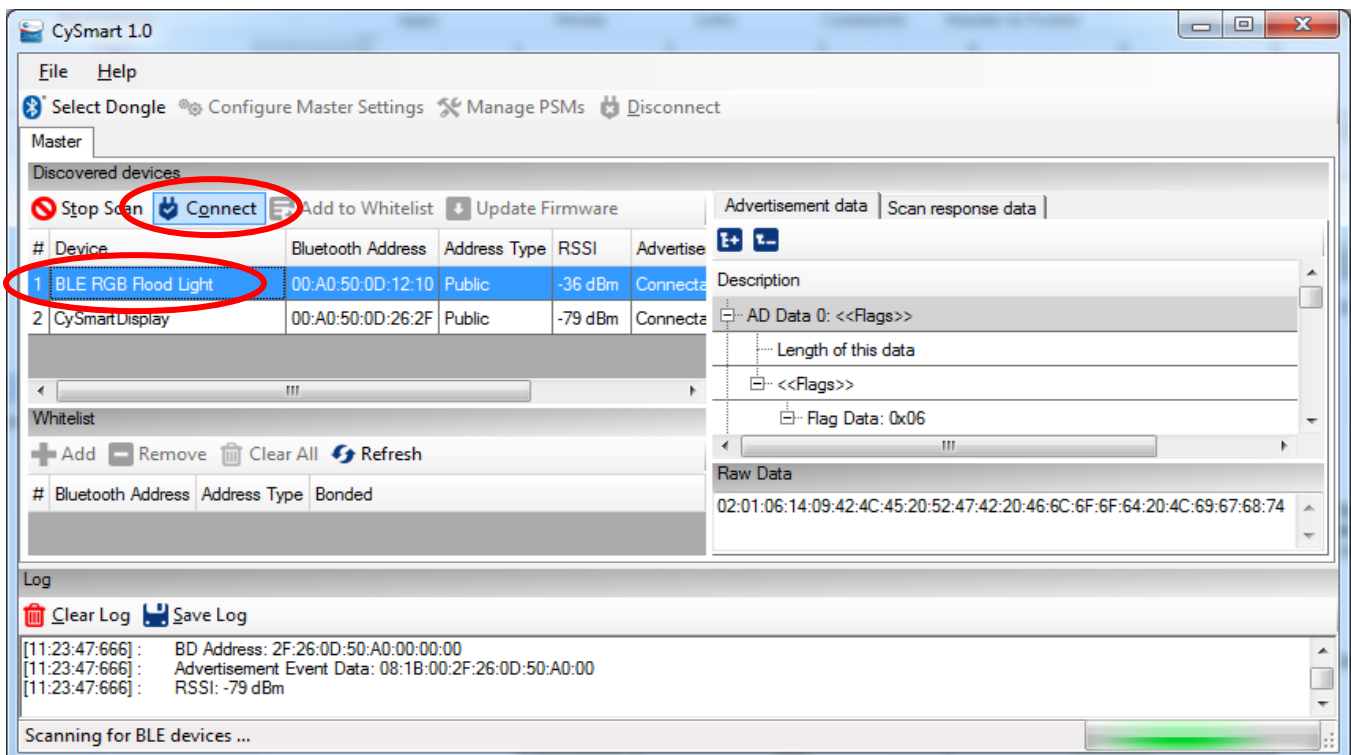 CySmart 1.0
File Help
Select Dongle Configure Master Settings Manage PSMs Disconnect
Master
Discovered devices
Stop Scan Connect Add to Whitelist Update Firmware
# Device Bluetooth Address Address Type RSSI Advertise
1 BLE RGB Flood Light 00:A0:50:0D:12:10 Public -36 dBm Connecta
2 CySmartDisplay 00:A0:50:0D:26:2F Public -79 dBm Connecta
Whitelist
Add Remove Clear All Refresh
# Bluetooth Address Address Type Bonded
Advertisement data Scan response data
Description
AD Data 0: <<Flags>>
Length of this data
<<Flags>>
Flag Data: 0x06
Raw Data
02:01:06:14:09:42:4C:45:20:52:47:42:20:46:6C:6F:6F:64:20:4C:69:67:68:74
Log
Clear Log Save Log
[11:23:47:666] : BD Address: 2F:26:0D:50:A0:00:00:00
[11:23:47:666] : Advertisement Event Data: 08:1B:00:2F:26:0D:50:A0:00
[11:23:47:666] : RSSI: -79 dBm
Scanning for BLE devices ...